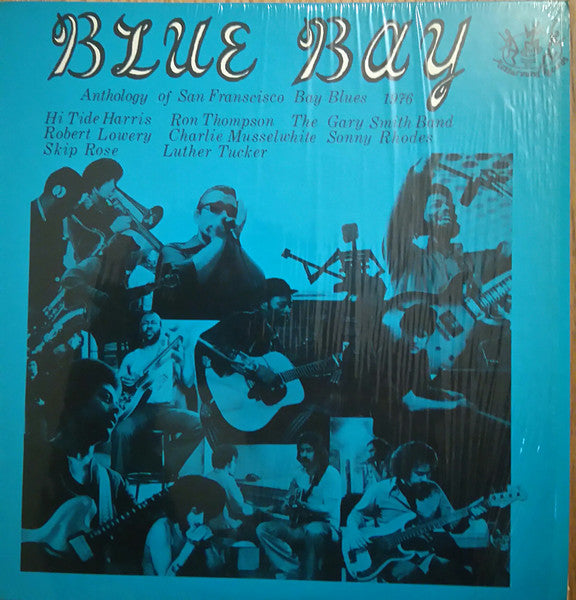 BLUE BAY
Anthology of San Franscisco Bay Blues 1976
Hi Tide Harris Ron Thompson The Gary Smith Band
Robert Lowery Charlie Musselwhite Sonny Rhodes
Skip Rose Luther Tucker